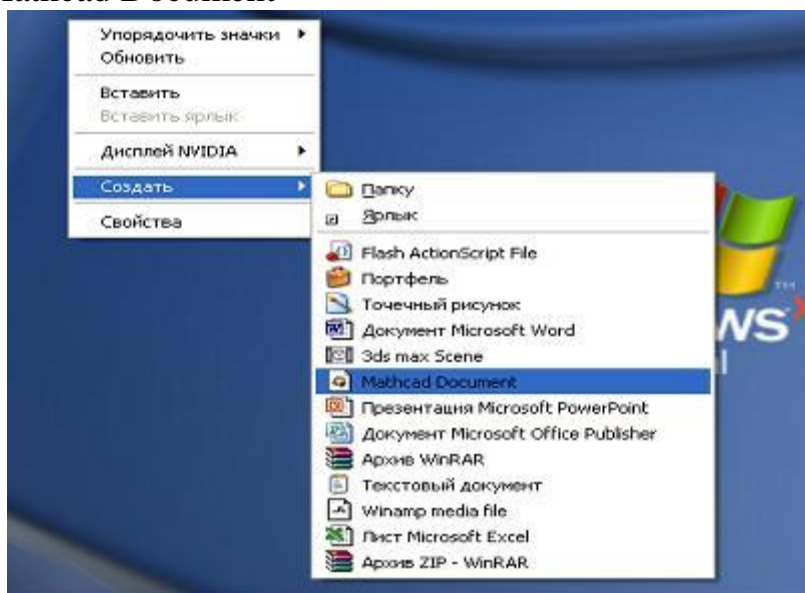 Mathcad Document
Упорядочить значки
Обновить
Вставить
Вставить ярлык
Дисплей NVIDIA
Создать
Свойства
Папку
Ярлык
Flash ActionScript File
Портфель
Точечный рисунок
Документ Microsoft Word
3ds max Scene
Mathcad Document
Презентация Microsoft PowerPoint
Документ Microsoft Office Publisher
Архив WinRAR
Текстовый документ
Winamp media file
Лист Microsoft Excel
Архив ZIP - WinRAR